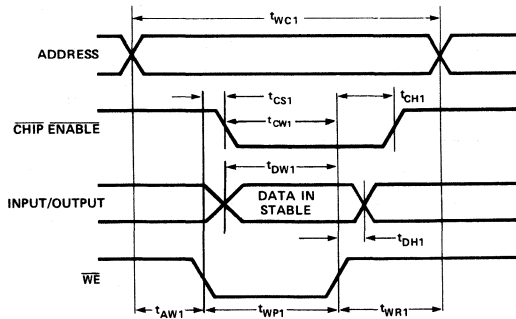 tWC1
ADDRESS
tCS1
tCH1
CHIP ENABLE
tCW1
tDW1
INPUT/OUTPUT
DATA IN
STABLE
tDH1
WE
tAW1
tWP1
tWR1